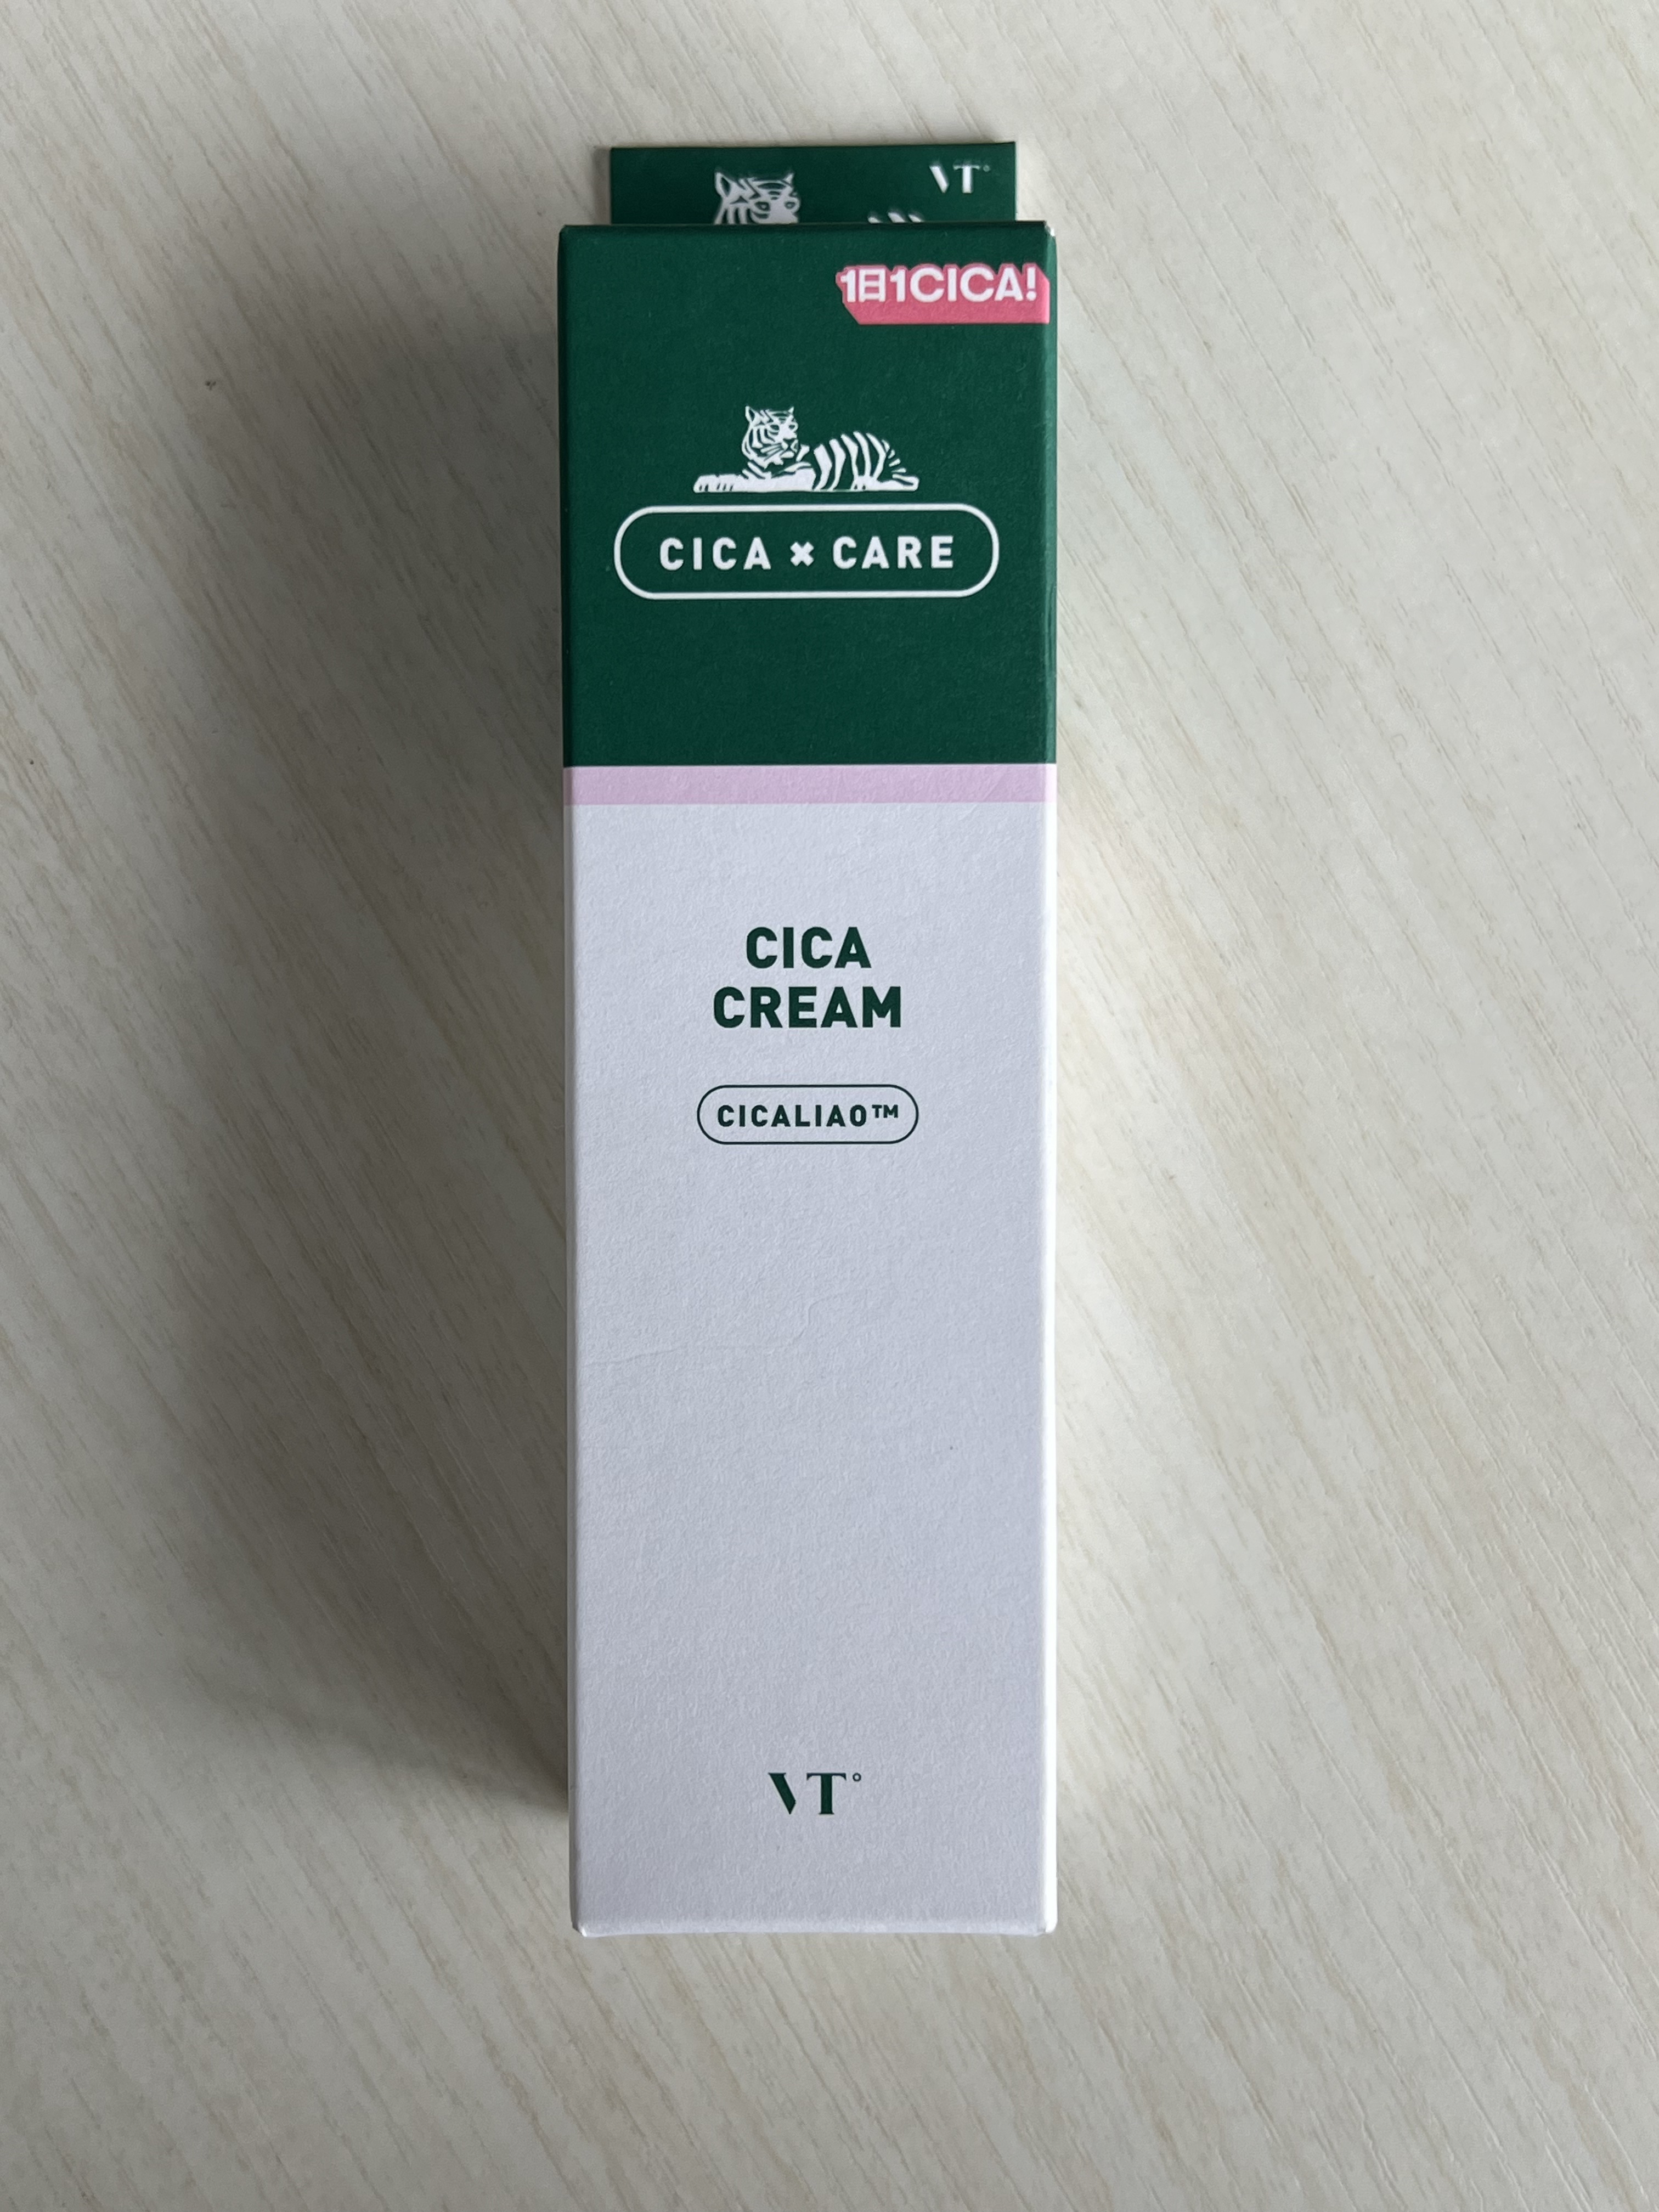 VT
1日1CICA!
CICA × CARE
CICA
CREAM
CICALIAO™
VT